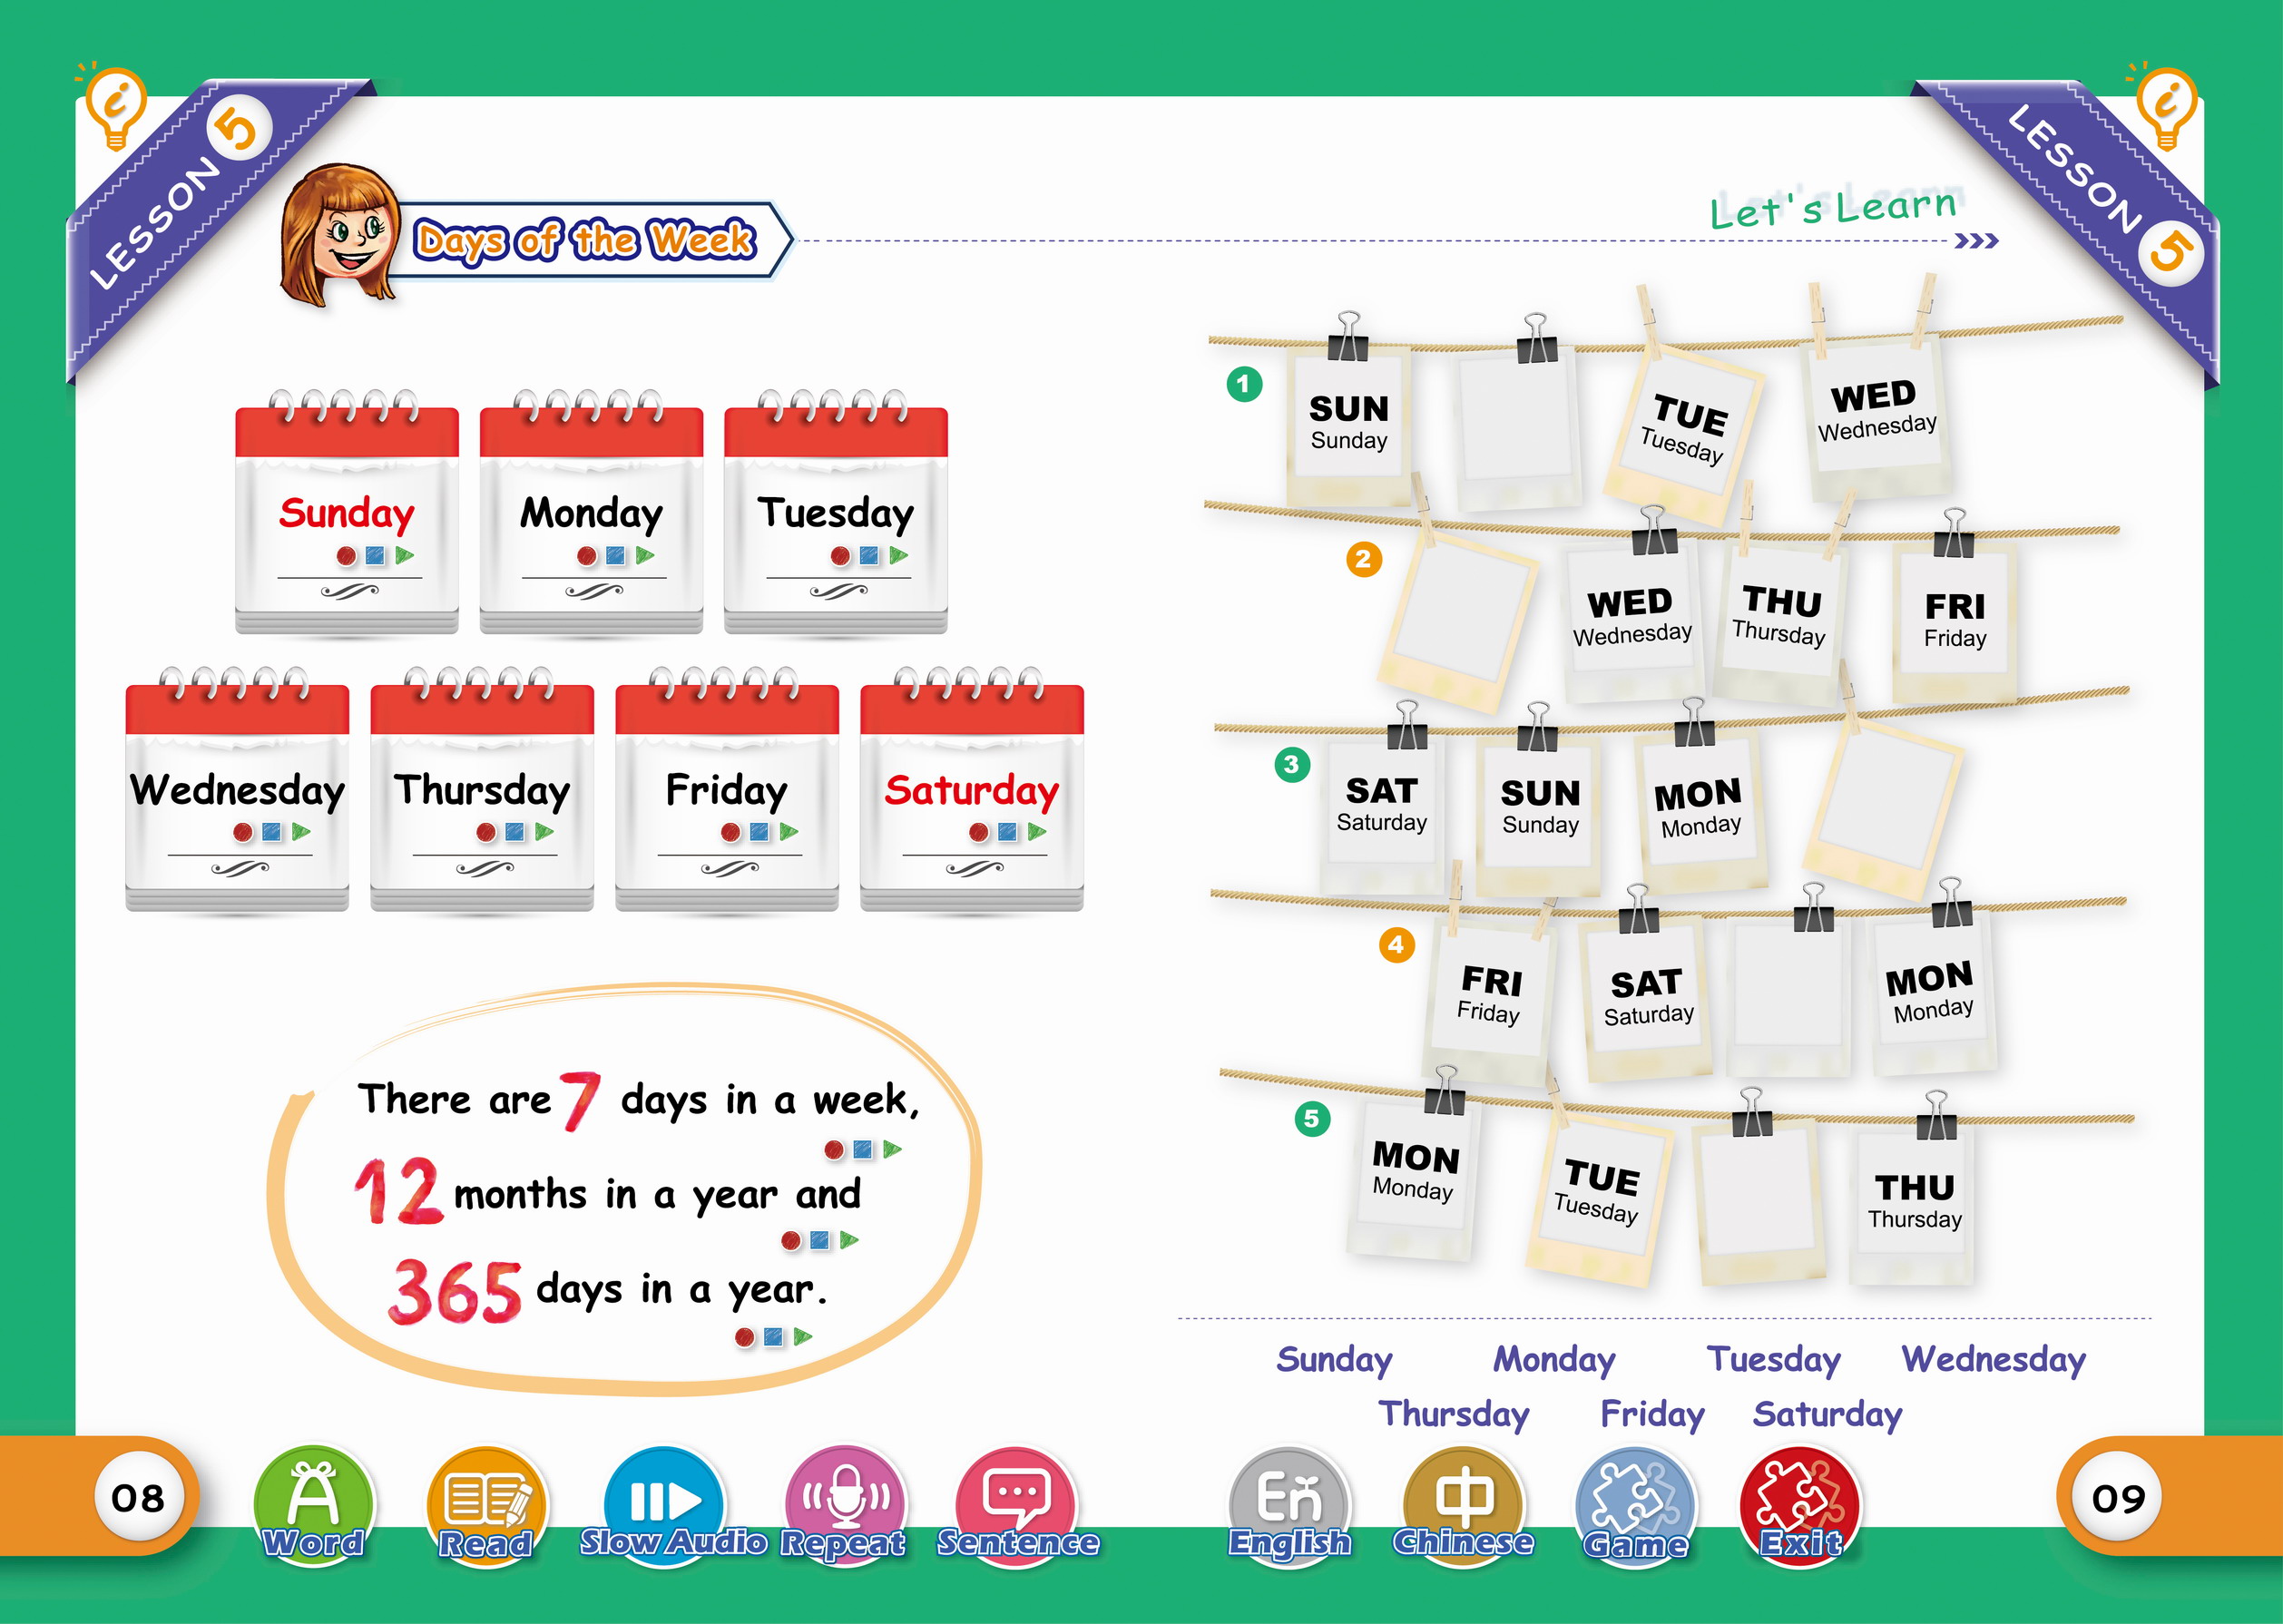 LESSON 5
Days of the Week
Sunday
Monday
Tuesday
Wednesday
Thursday
Friday
Saturday
There are 7 days in a week,
12 months in a year and
365 days in a year.
08
Word
Read
Slow Audio
Repeat
Sentence
LESSON 5
Let's Learn
1
SUN
Sunday
TUE
Tuesday
WED
Wednesday
2
WED
Wednesday
THU
Thursday
FRI
Friday
3
SAT
Saturday
SUN
Sunday
MON
Monday
4
FRI
Friday
SAT
Saturday
MON
Monday
5
MON
Monday
TUE
Tuesday
THU
Thursday
Sunday Monday Tuesday Wednesday
Thursday Friday Saturday
En
English
中
Chinese
Game
Exit
09